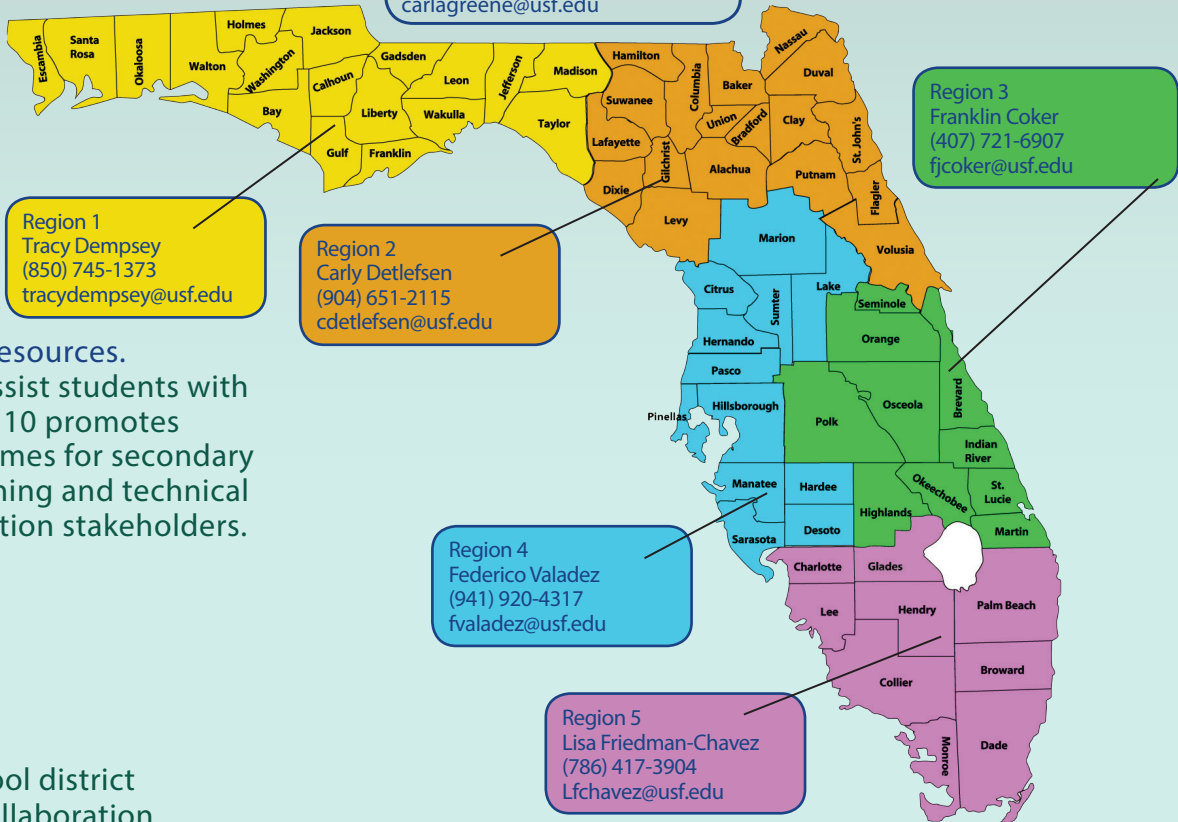 carlagreene@usf.edu
Escambia
Santa
Rosa
Okaloosa
Walton
Holmes
Washington
Jackson
Bay
Calhoun
Gulf
Liberty
Franklin
Gadsden
Leon
Wakulla
Jefferson
Madison
Taylor
Hamilton
Suwanee
Lafayette
Dixie
Gilchrist
Columbia
Baker
Union
Bradford
Alachua
Levy
Nassau
Duval
Clay
St. John's
Putnam
Flagler
Volusia
Region 3
Franklin Coker
(407) 721-6907
fjcoker@usf.edu
Region 1
Tracy Dempsey
(850) 745-1373
tracydempsey@usf.edu
Region 2
Carly Detlefsen
(904) 651-2115
cdetlefsen@usf.edu
Marion
Citrus
Sumter
Lake
Hernando
Pasco
Pinellas
Hillsborough
Manatee
Hardee
Sarasota
Desoto
Seminole
Orange
Polk
Osceola
Brevard
Indian
River
Okeechobee
St.
Lucie
Highlands
Martin
esources.
ssist students with
10 promotes
mes for secondary
ning and technical
tion stakeholders.
Region 4
Federico Valadez
(941) 920-4317
fvaladez@usf.edu
Charlotte
Glades
Lee
Hendry
Palm Beach
Collier
Broward
Monroe
Dade
Region 5
Lisa Friedman-Chavez
(786) 417-3904
Lfchavez@usf.edu
ool district
llaboration